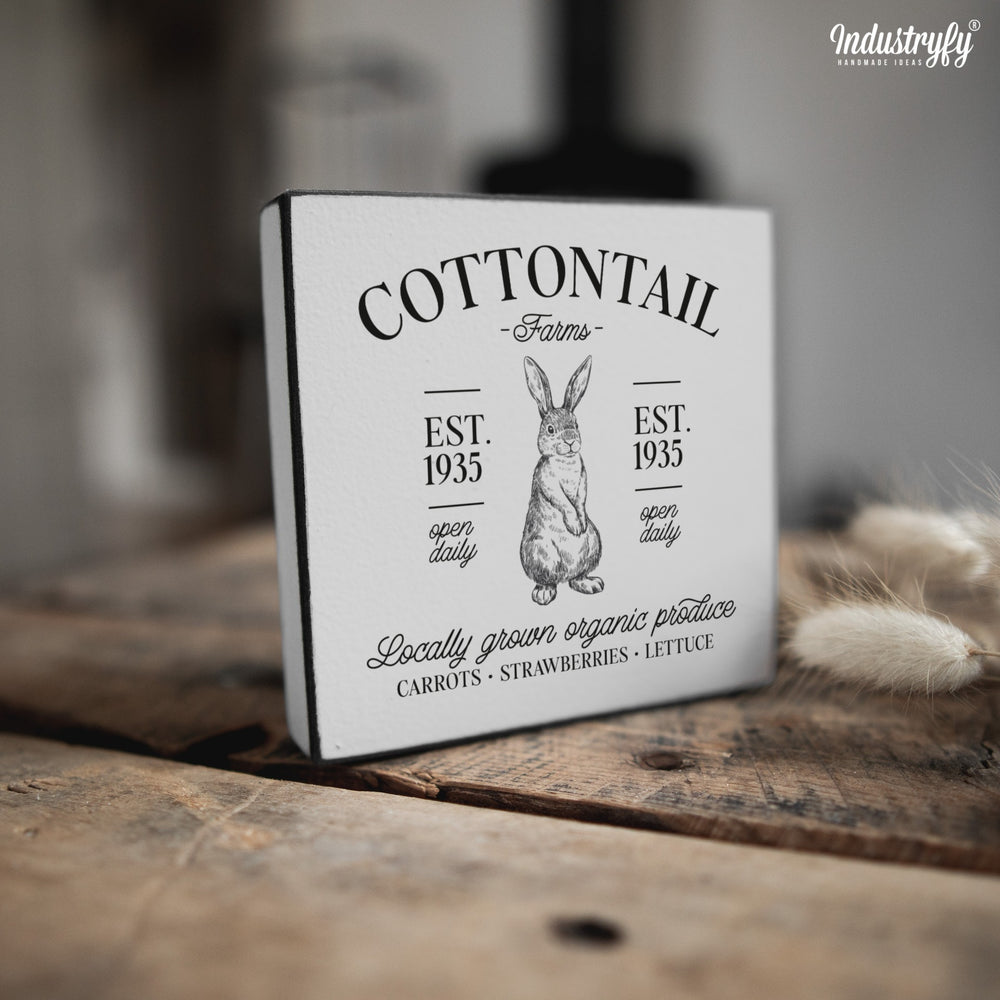 Industryfy®
HANDMADE IDEAS
COTTONTAIL
-Farms-
EST.
1935
open
daily
EST.
1935
open
daily
Locally grown organic produce
CARROTS • STRAWBERRIES • LETTUCE